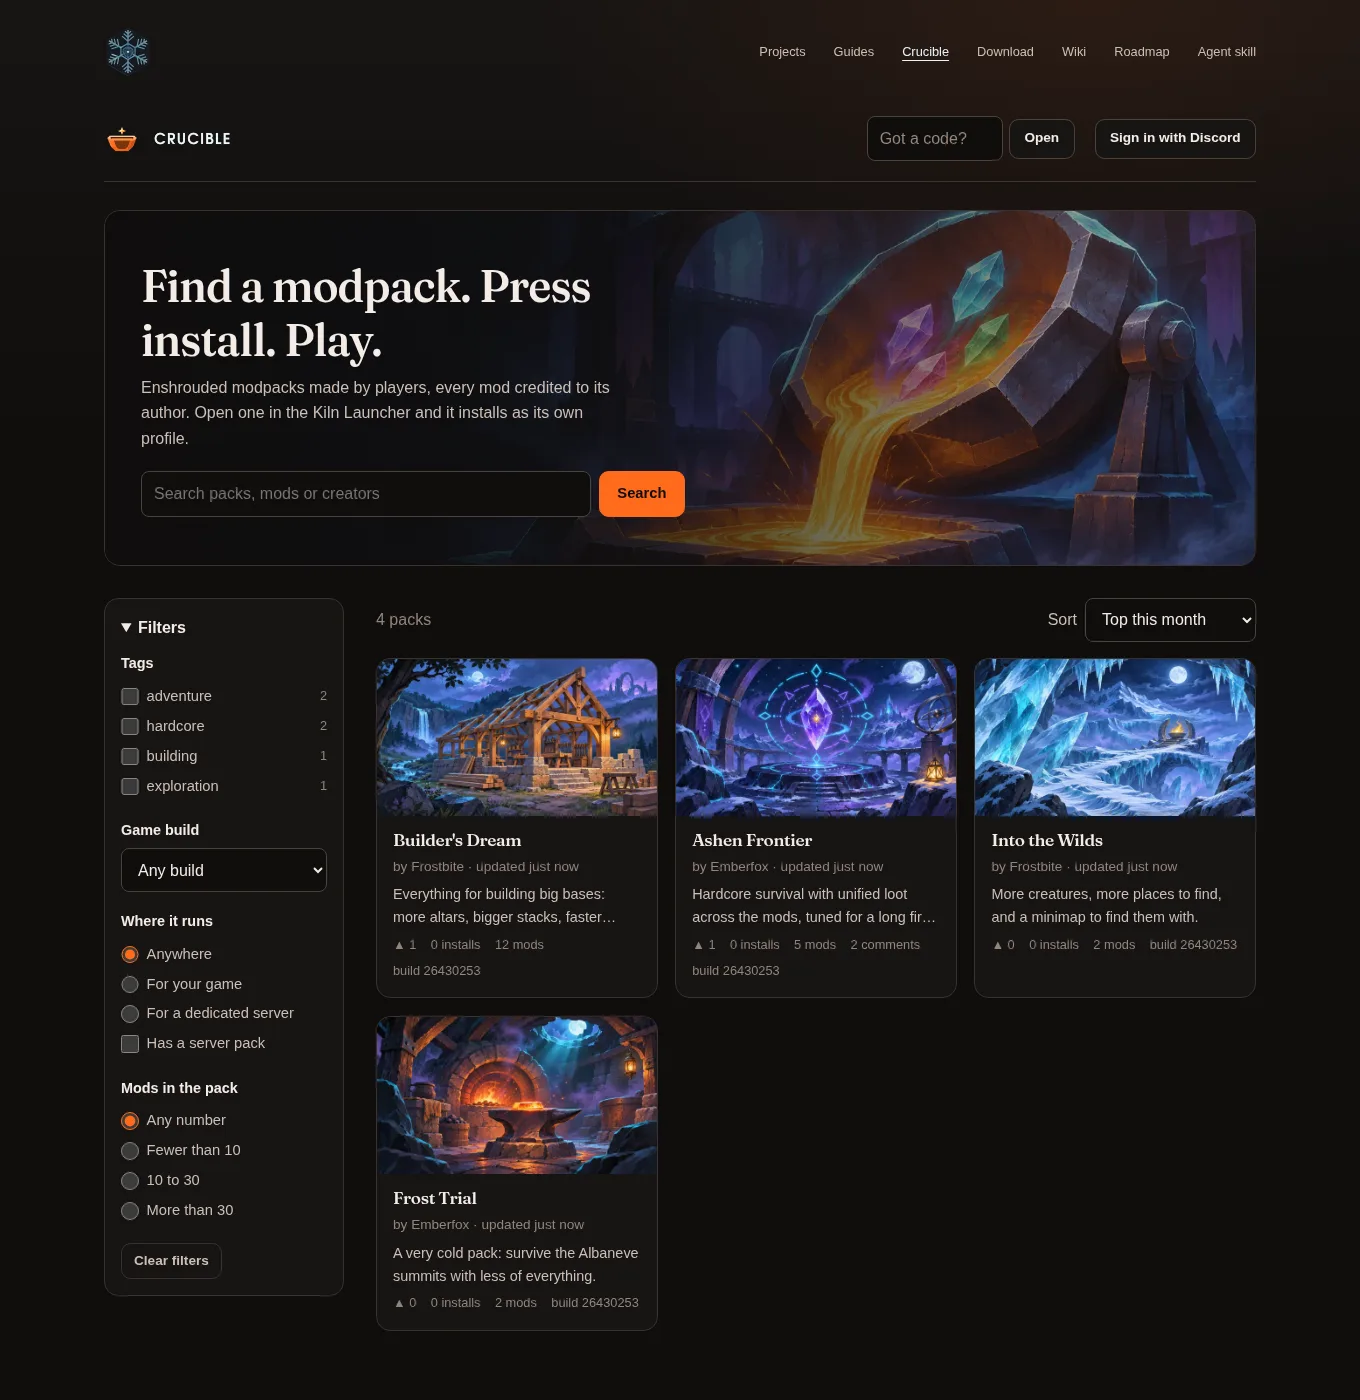 Projects Guides Crucible Download Wiki Roadmap Agent skill
CRUCIBLE
Got a code? Open Sign in with Discord
Find a modpack. Press
install. Play.
Enshrouded modpacks made by players, every mod credited to its
author. Open one in the Kiln Launcher and it installs as its own
profile.
Search packs, mods or creators Search
▼ Filters
Tags
adventure 2
hardcore 2
building 1
exploration 1
Game build
Any build
Where it runs
Anywhere
For your game
For a dedicated server
Has a server pack
Mods in the pack
Any number
Fewer than 10
10 to 30
More than 30
Clear filters
4 packs
Sort Top this month
Builder's Dream
by Frostbite · updated just now
Everything for building big bases:
more altars, bigger stacks, faster…
▲ 1 0 installs 12 mods
build 26430253
Ashen Frontier
by Emberfox · updated just now
Hardcore survival with unified loot
across the mods, tuned for a long fir…
▲ 1 0 installs 5 mods 2 comments
build 26430253
Into the Wilds
by Frostbite · updated just now
More creatures, more places to find,
and a minimap to find them with.
▲ 0 0 installs 2 mods build 26430253
Frost Trial
by Emberfox · updated just now
A very cold pack: survive the Albaneve
summits with less of everything.
▲ 0 0 installs 2 mods build 26430253